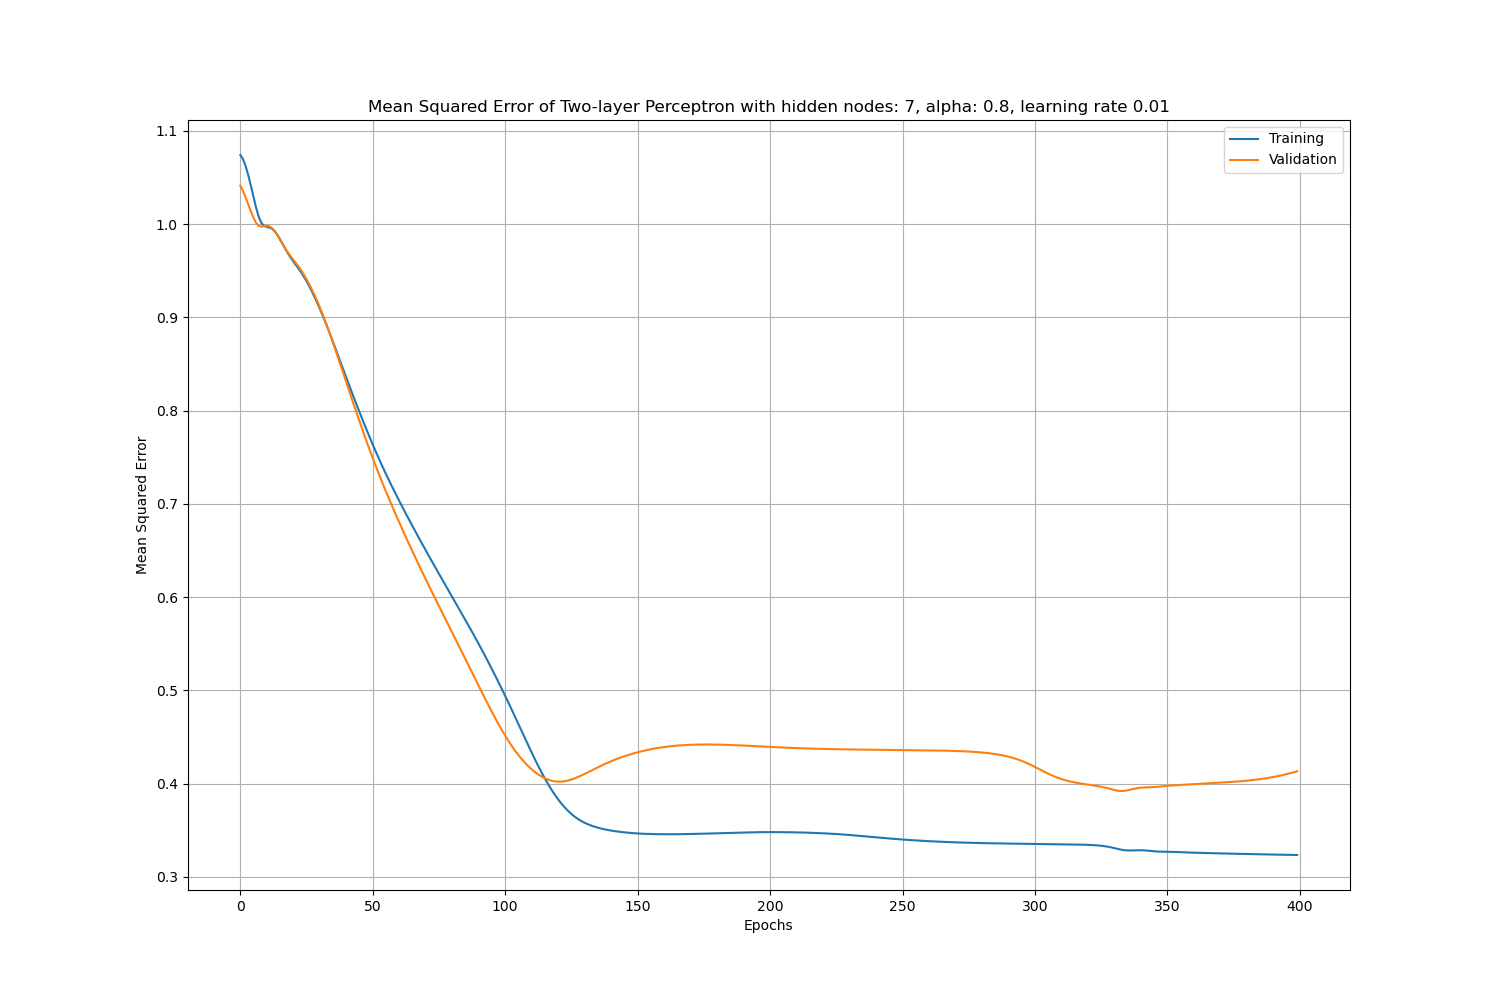 Mean Squared Error of Two-layer Perceptron with hidden nodes: 7, alpha: 0.8, learning rate 0.01
Training
Validation
Mean Squared Error
1.1
1.0
0.9
0.8
0.7
0.6
0.5
0.4
0.3
0 50 100 150 200 250 300 350 400
Epochs